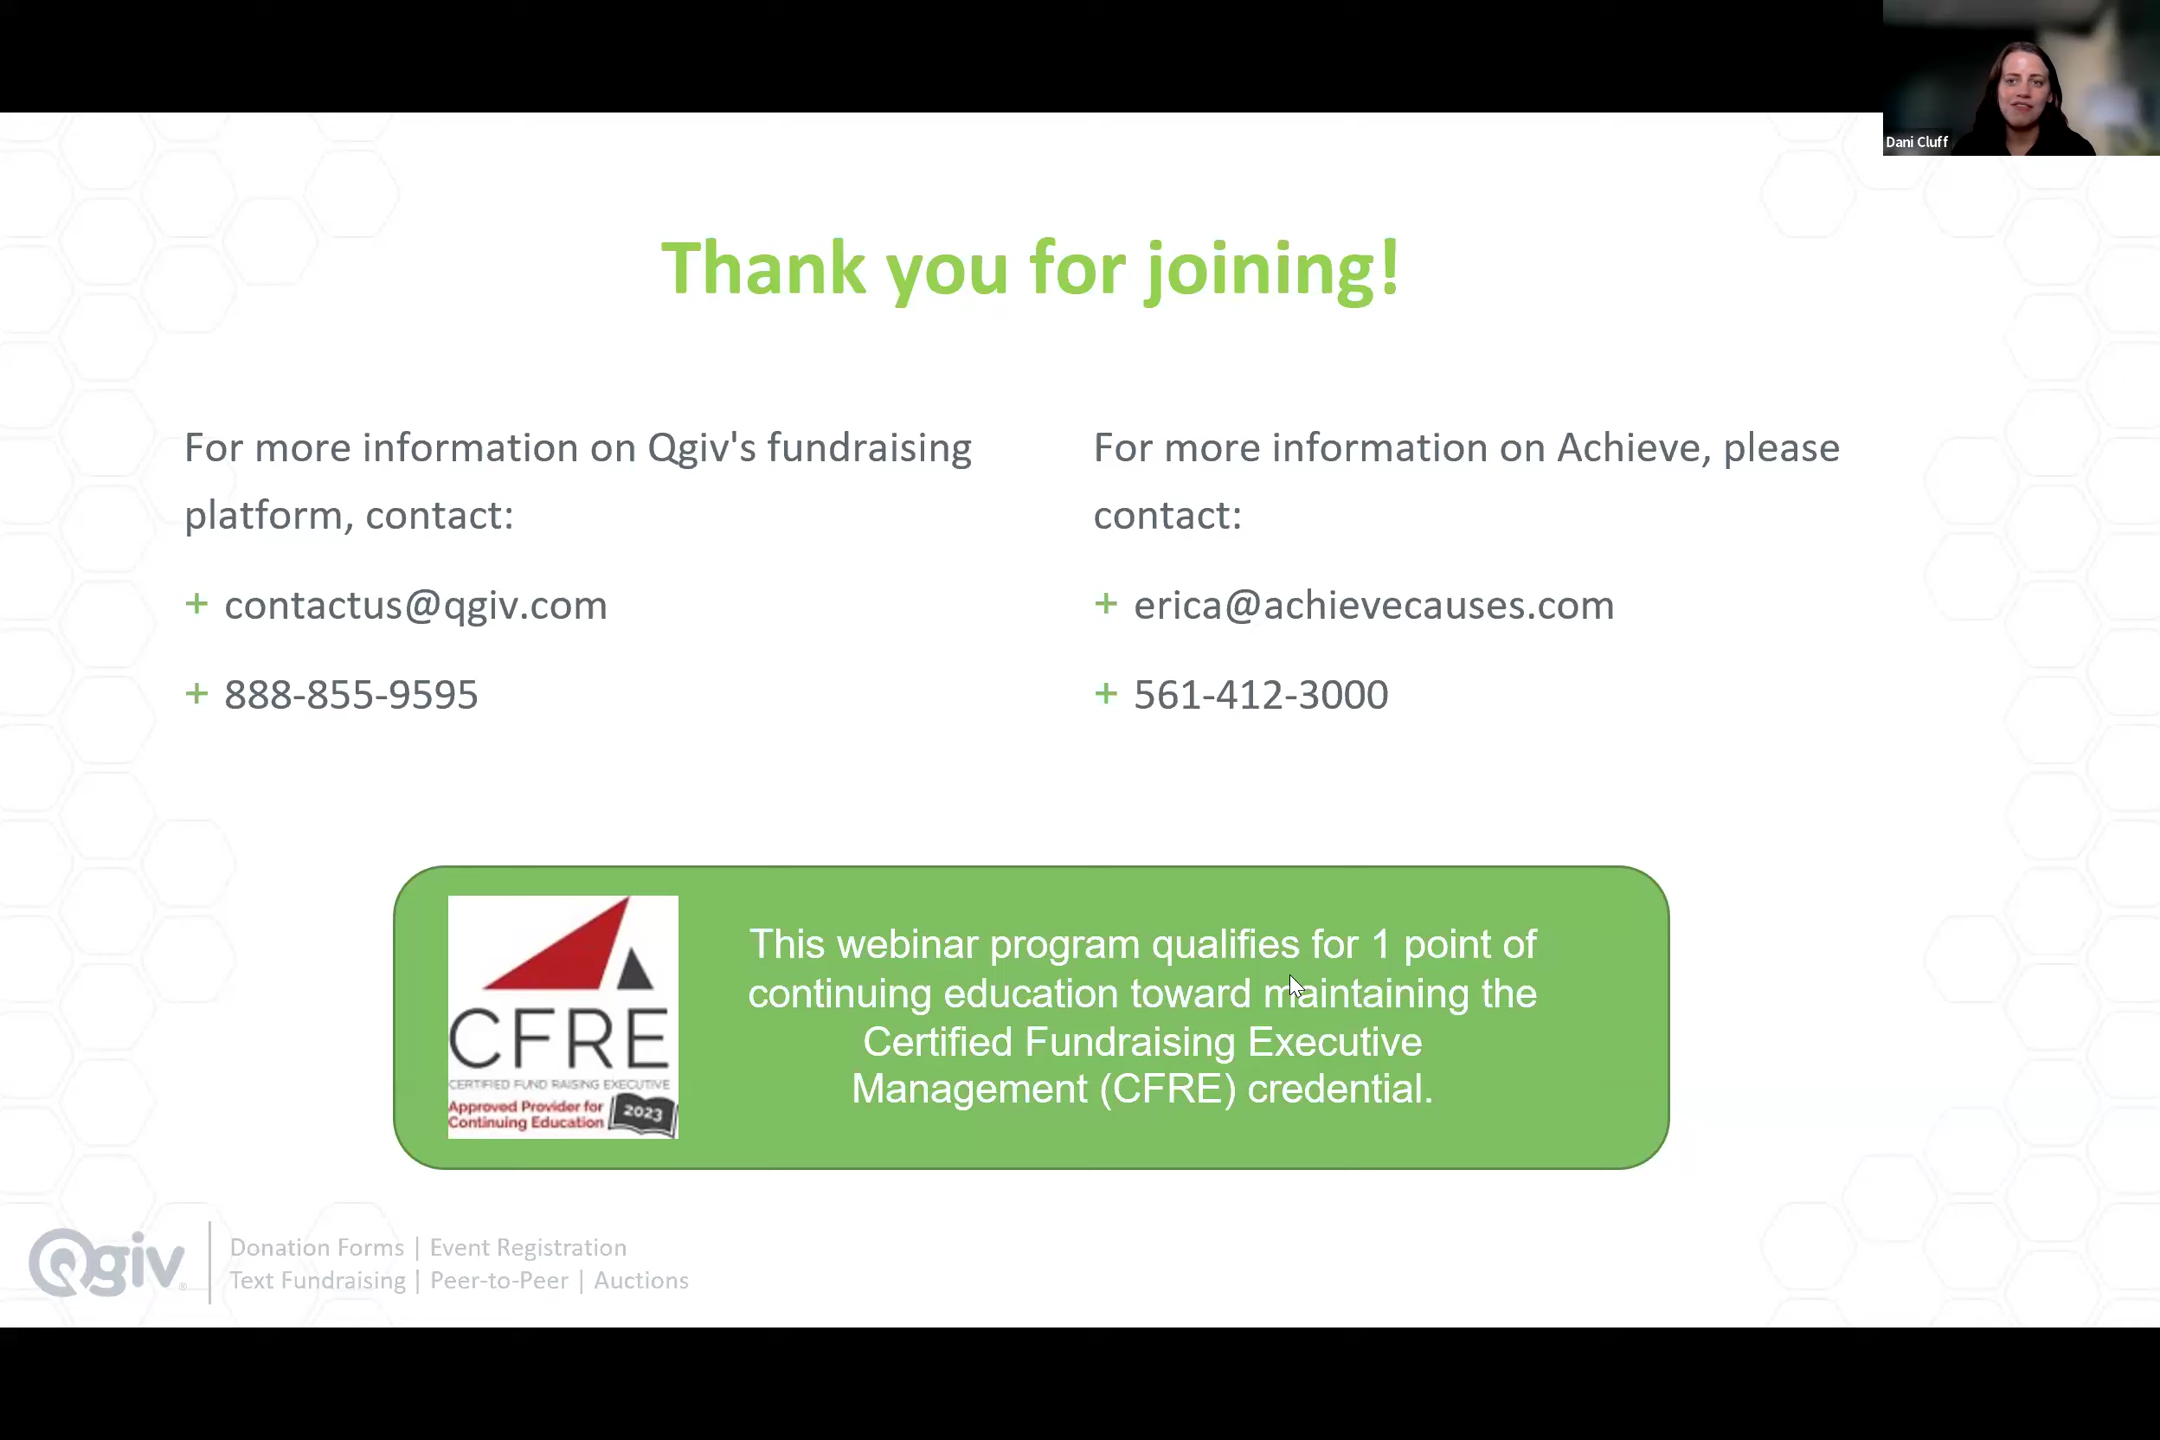 Dani Cluff
Thank you for joining!
For more information on Qgiv's fundraising
platform, contact:
+ contactus@qgiv.com
+ 888-855-9595
For more information on Achieve, please
contact:
+ erica@achievecauses.com
+ 561-412-3000
CFRE
CERTIFIED FUND RAISING EXECUTIVE
Approved Provider for
Continuing Education
2023
This webinar program qualifies for 1 point of
continuing education toward maintaining the
Certified Fundraising Executive
Management (CFRE) credential.
Qgiv®
Donation Forms | Event Registration
Text Fundraising | Peer-to-Peer | Auctions